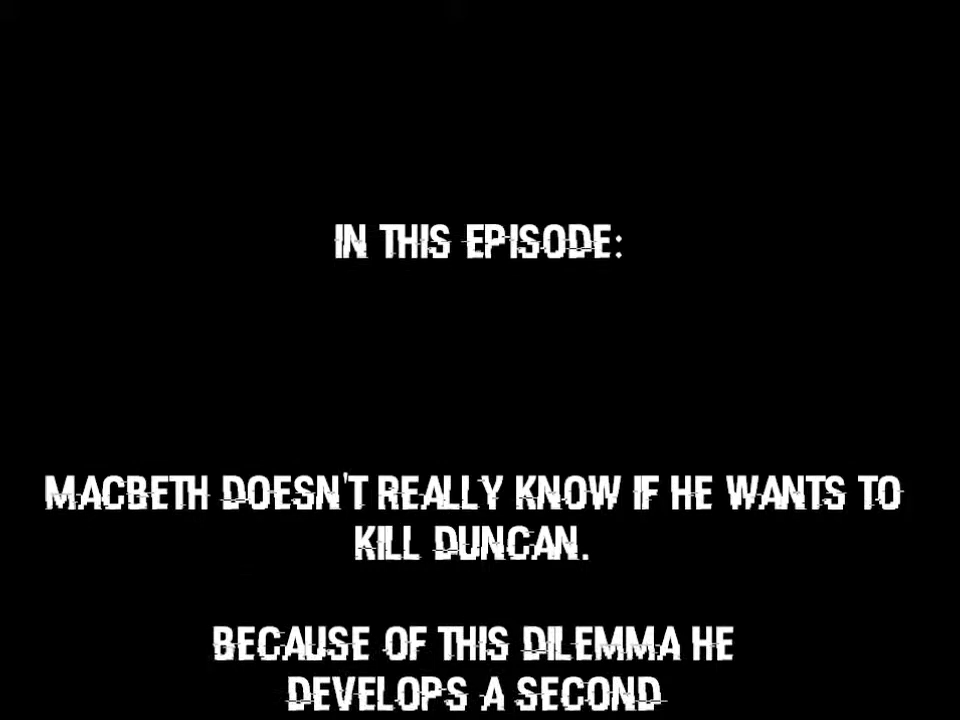 IN THIS EPISODE:
MACBETH DOESN'T REALLY KNOW IF HE WANTS TO
KILL DUNCAN.
BECAUSE OF THIS DILEMMA HE
DEVELOPS A SECOND